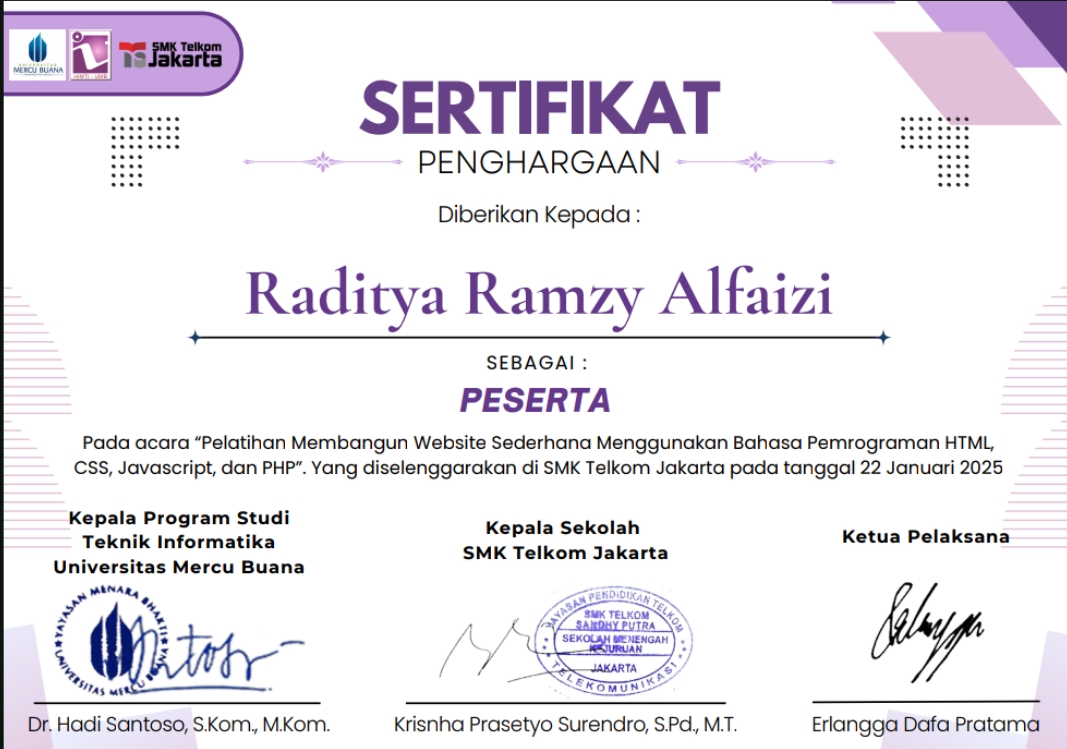 UNIVERSITAS
MERCU BUANA
SMK Telkom
Jakarta
SERTIFIKAT
PENGHARGAAN
Diberikan Kepada :
Raditya Ramzy Alfaizi
SEBAGAI :
PESERTA
Pada acara “Pelatihan Membangun Website Sederhana Menggunakan Bahasa Pemrograman HTML,
CSS, Javascript, dan PHP”. Yang diselenggarakan di SMK Telkom Jakarta pada tanggal 22 Januari 2025
Kepala Program Studi
Teknik Informatika
Universitas Mercu Buana
Kepala Sekolah
SMK Telkom Jakarta
Ketua Pelaksana
YAYASAN MENARA BHAKTI
UNIVERSITAS MERCU BUANA
YAYASAN PENDIDIKAN TELKOM
SMK TELKOM
SANDHY PUTRA
SEKOLAH MENENGAH
KEJURUAN
JAKARTA
TELEKOMUNIKASI
Dr. Hadi Santoso, S.Kom., M.Kom.
Krisnha Prasetyo Surendro, S.Pd., M.T.
Erlangga Dafa Pratama